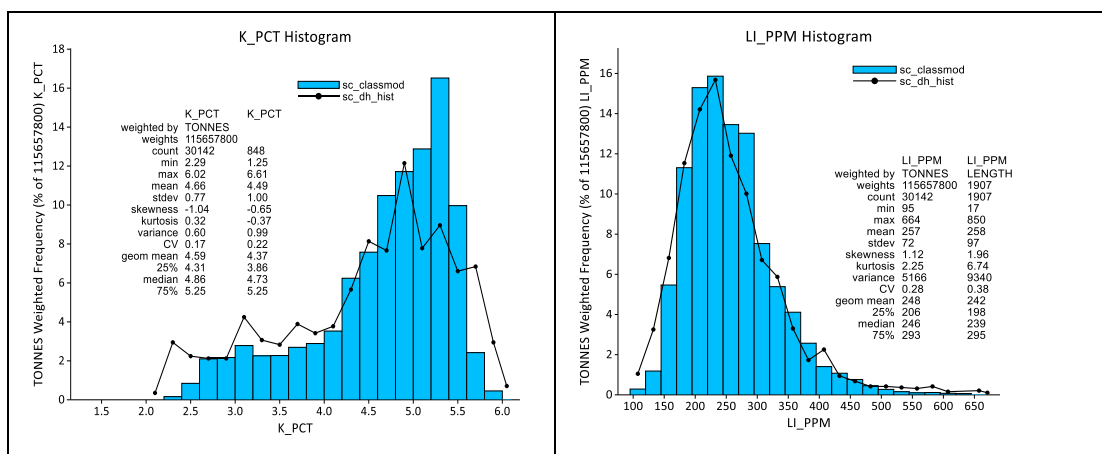 K_PCT Histogram
TONNES Weighted Frequency (% of 115657800) K_PCT
18
16
14
12
10
8
6
4
2
0
sc_classmod
sc_dh_hist
K_PCT K_PCT
weighted by TONNES
weights 115657800
count 30142 848
min 2.29 1.25
max 6.02 6.61
mean 4.66 4.49
stdev 0.77 1.00
skewness -1.04 -0.65
kurtosis 0.32 -0.37
variance 0.60 0.99
CV 0.17 0.22
geom mean 4.59 4.37
25% 4.31 3.86
median 4.86 4.73
75% 5.25 5.25
1.5 2.0 2.5 3.0 3.5 4.0 4.5 5.0 5.5 6.0
K_PCT
LI_PPM Histogram
TONNES Weighted Frequency (% of 115657800) LI_PPM
16
14
12
10
8
6
4
2
0
sc_classmod
sc_dh_hist
LI_PPM LI_PPM
weighted by TONNES LENGTH
weights 115657800 1907
count 30142 1907
min 95 17
max 664 850
mean 257 258
stdev 72 97
skewness 1.12 1.96
kurtosis 2.25 6.74
variance 5166 9340
CV 0.28 0.38
geom mean 248 242
25% 206 198
median 246 239
75% 293 295
100 150 200 250 300 350 400 450 500 550 600 650
LI_PPM